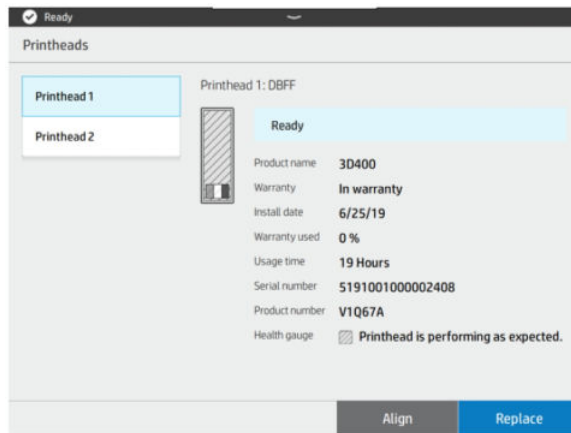 Ready
Printheads
Printhead 1
Printhead 2
Printhead 1: DBFF
Ready
Product name 3D400
Warranty In warranty
Install date 6/25/19
Warranty used 0 %
Usage time 19 Hours
Serial number 5191001000002408
Product number V1Q67A
Health gauge Printhead is performing as expected.
Align Replace